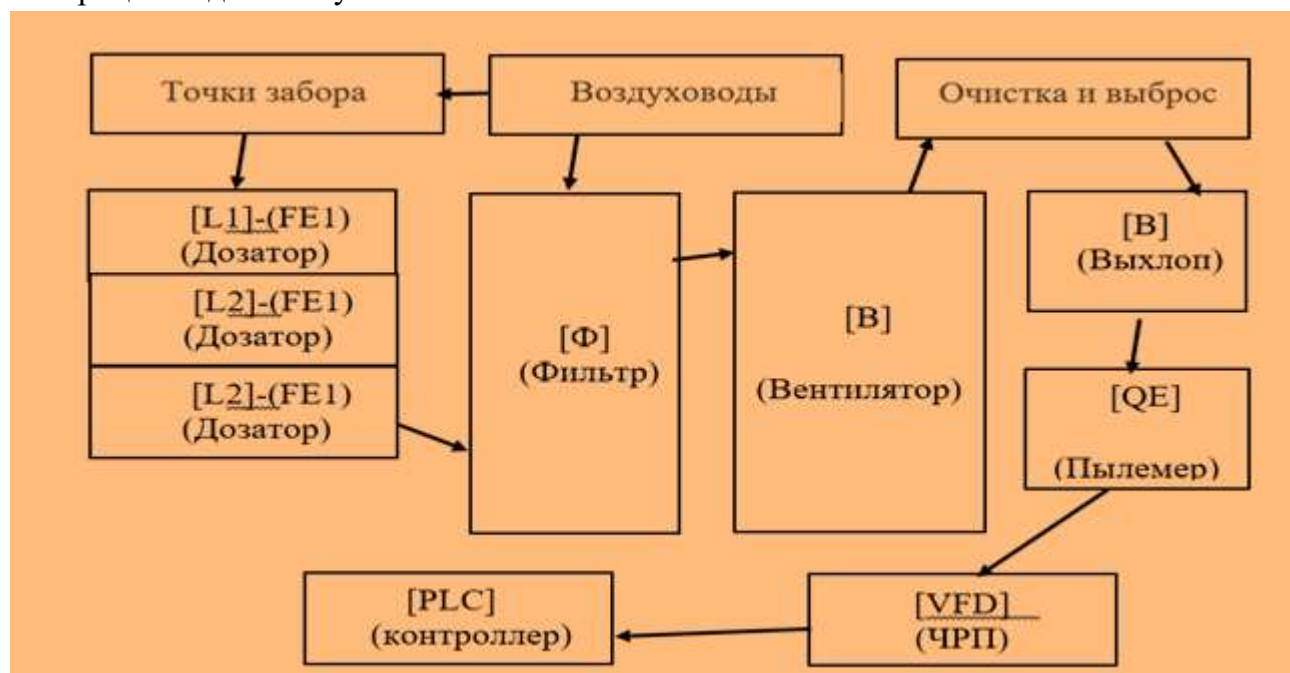 Точки забора
Воздуховоды
Очистка и выброс
[L1]-(FE1)
(Дозатор)
[L2]-(FE1)
(Дозатор)
[L2]-(FE1)
(Дозатор)
[Ф]
(Фильтр)
[В]
(Вентилятор)
[В]
(Выхлоп)
[QE]
(Пылемер)
[VFD]
(ЧРП)
[PLC]
(контроллер)